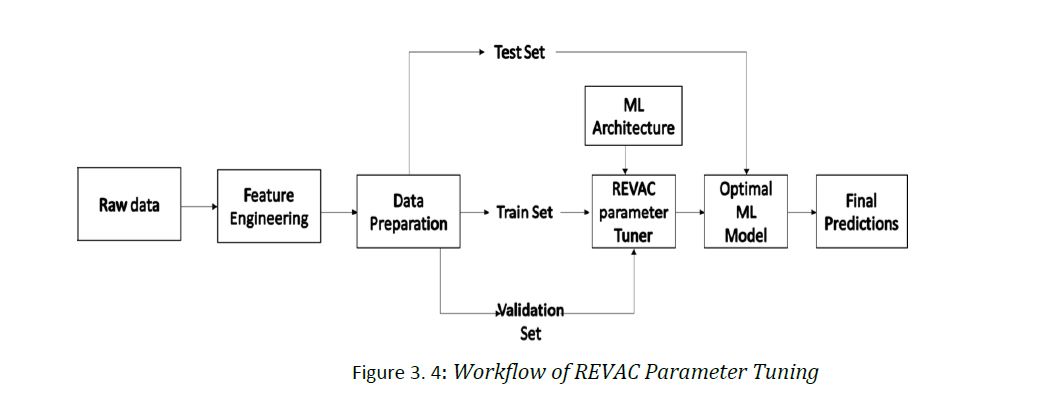 Test Set
ML
Architecture
Raw data
Feature
Engineering
Data
Preparation
Train Set
REVAC
parameter
Tuner
Optimal
ML
Model
Final
Predictions
Validation
Set
Figure 3. 4: Workflow of REVAC Parameter Tuning